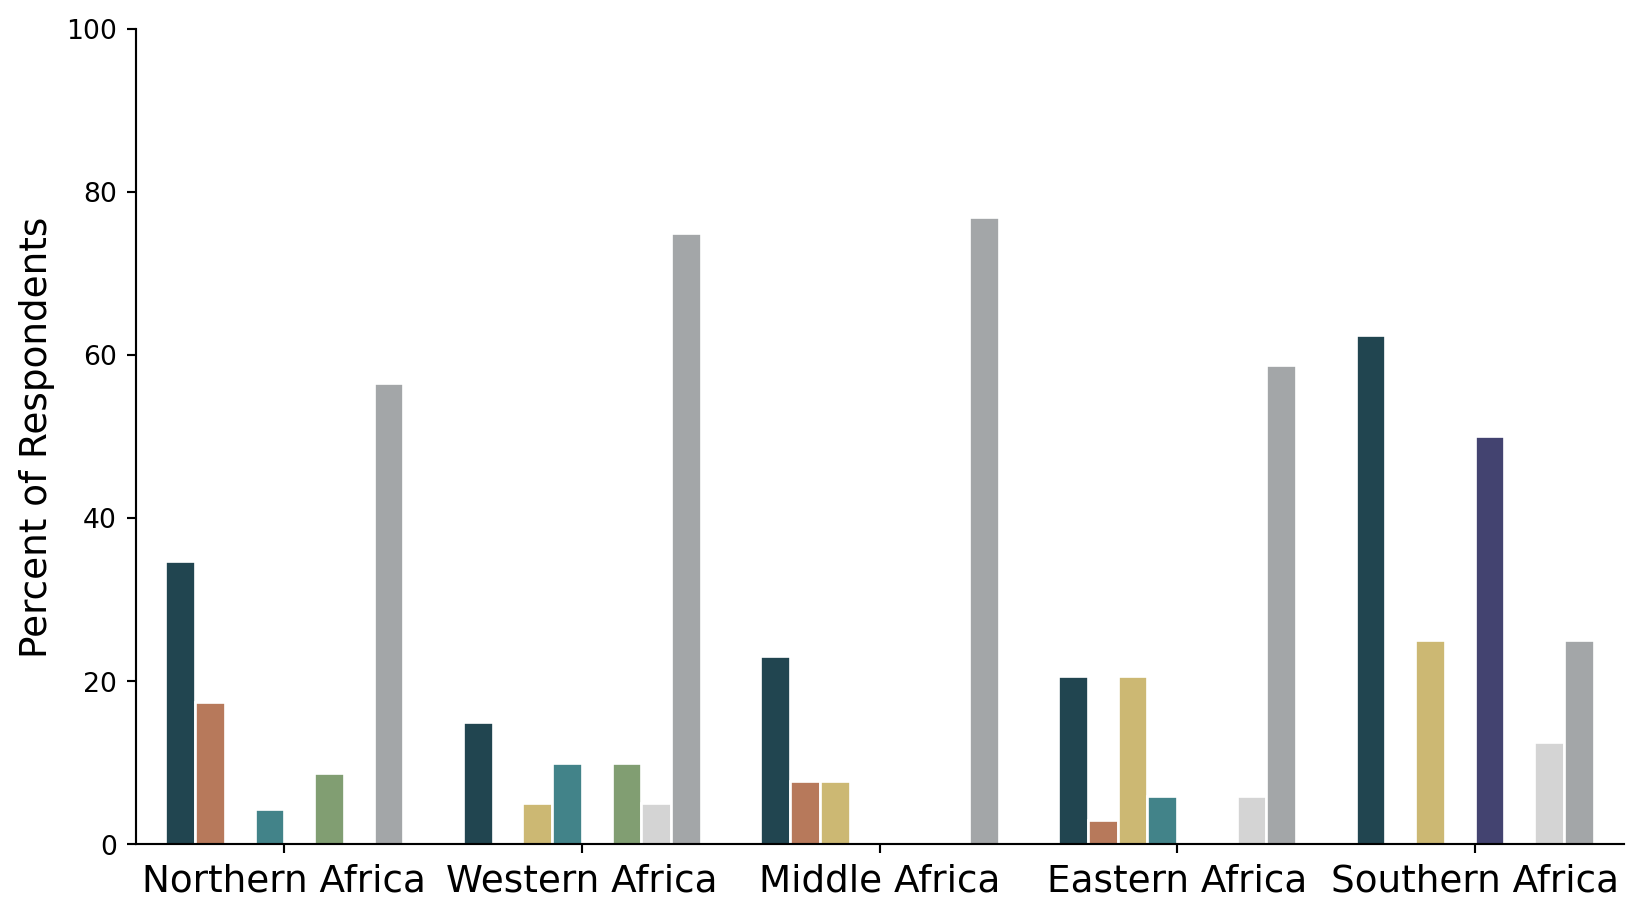 100
80
60
40
20
0
Percent of Respondents
Northern Africa
Western Africa
Middle Africa
Eastern Africa
Southern Africa